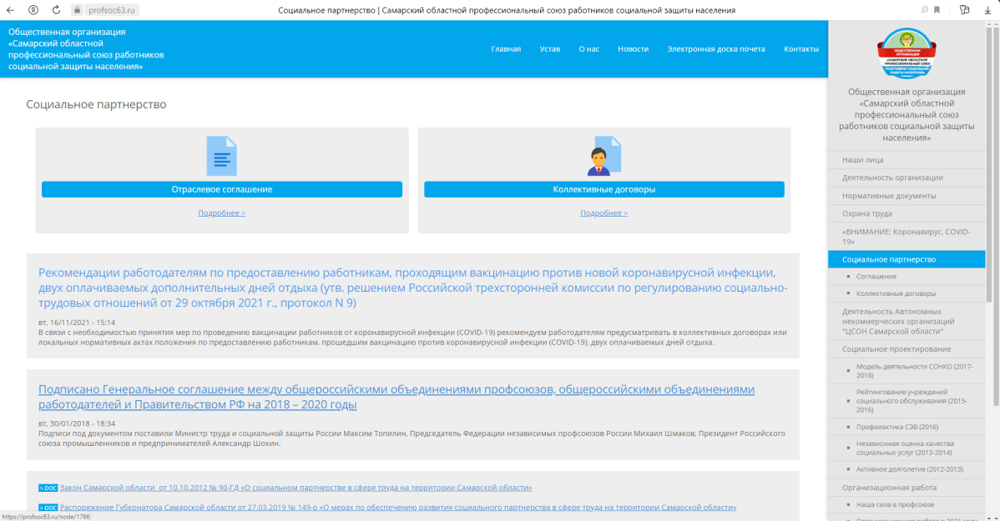 profsoc63.ru
Социальное партнерство | Самарский областной профессиональный союз работников социальной защиты населения
Общественная организация
«Самарский областной
профессиональный союз работников
социальной защиты населения»
Главная
Устав
О нас
Новости
Электронная доска почета
Контакты
Социальное партнерство
Отраслевое соглашение
Подробнее >
Коллективные договоры
Подробнее >
Рекомендации работодателям по предоставлению работникам, проходящим вакцинацию против новой коронавирусной инфекции,
двух оплачиваемых дополнительных дней отдыха (утв. решением Российской трехсторонней комиссии по регулированию социально-
трудовых отношений от 29 октября 2021 г., протокол N 9)
вт, 16/11/2021 - 15:14
В связи с необходимостью принятия мер по проведению вакцинации работников от коронавирусной инфекции (COVID-19) рекомендуем работодателям предусматривать в коллективных договорах или
локальных нормативных актах положения по предоставлению работникам, прошедшим вакцинацию против коронавирусной инфекции (COVID-19), двух оплачиваемых дней отдыха.
Подписано Генеральное соглашение между общероссийскими объединениями профсоюзов, общероссийскими объединениями
работодателей и Правительством РФ на 2018 – 2020 годы
вт, 30/01/2018 - 18:34
Подписи под документом поставили Министр труда и социальной защиты России Максим Топилин, Председатель Федерации независимых профсоюзов России Михаил Шмаков, Президент Российского
союза промышленников и предпринимателей Александр Шохин.
> DOC Закон Самарской области от 10.10.2012 № 90-ГД «О социальном партнерстве в сфере труда на территории Самарской области»
> DOC Распоряжение Губернатора Самарской области от 27.03.2019 № 149-р «О мерах по обеспечению развития социального партнерства в сфере труда на территории Самарской области»
https://profsoc63.ru/node/1766
ОБЩЕСТВЕННАЯ
ОРГАНИЗАЦИЯ
«САМАРСКИЙ ОБЛАСТНОЙ
ПРОФЕССИОНАЛЬНЫЙ СОЮЗ
РАБОТНИКОВ СОЦИАЛЬНОЙ
ЗАЩИТЫ НАСЕЛЕНИЯ»
Общественная организация
«Самарский областной
профессиональный союз
работников социальной защиты
населения»
Наши лица
Деятельность организации
Нормативные документы
Охрана труда
«ВНИМАНИЕ: Коронавирус. COVID-
19»
Социальное партнерство
Соглашение
Коллективные договоры
Деятельность Автономных
некоммерческих организаций
"ЦСОН Самарской области"
Социальное проектирование
Модель деятельности СОНКО (2017-
2018)
Рейтингование учреждений
социального обслуживания (2015-
2016)
Профилактика СЭВ (2016)
Независимая оценка качества
социальных услуг (2013-2014)
Активное долголетие (2012-2013)
Организационная работа
Наша сила в профсоюзе